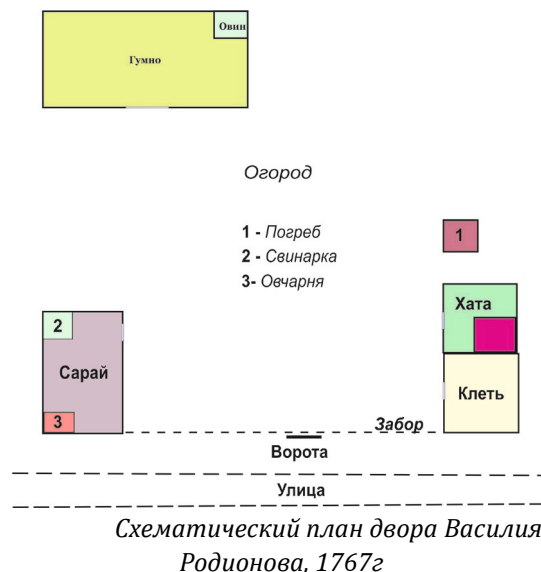 Овин
Гумно
Огород
1 - Погреб
2 - Свинарка
3- Овчарня
1
Хата
2
Сарай
Клеть
3
Забор
Ворота
Улица
Схематический план двора Василия
Родионова, 1767г